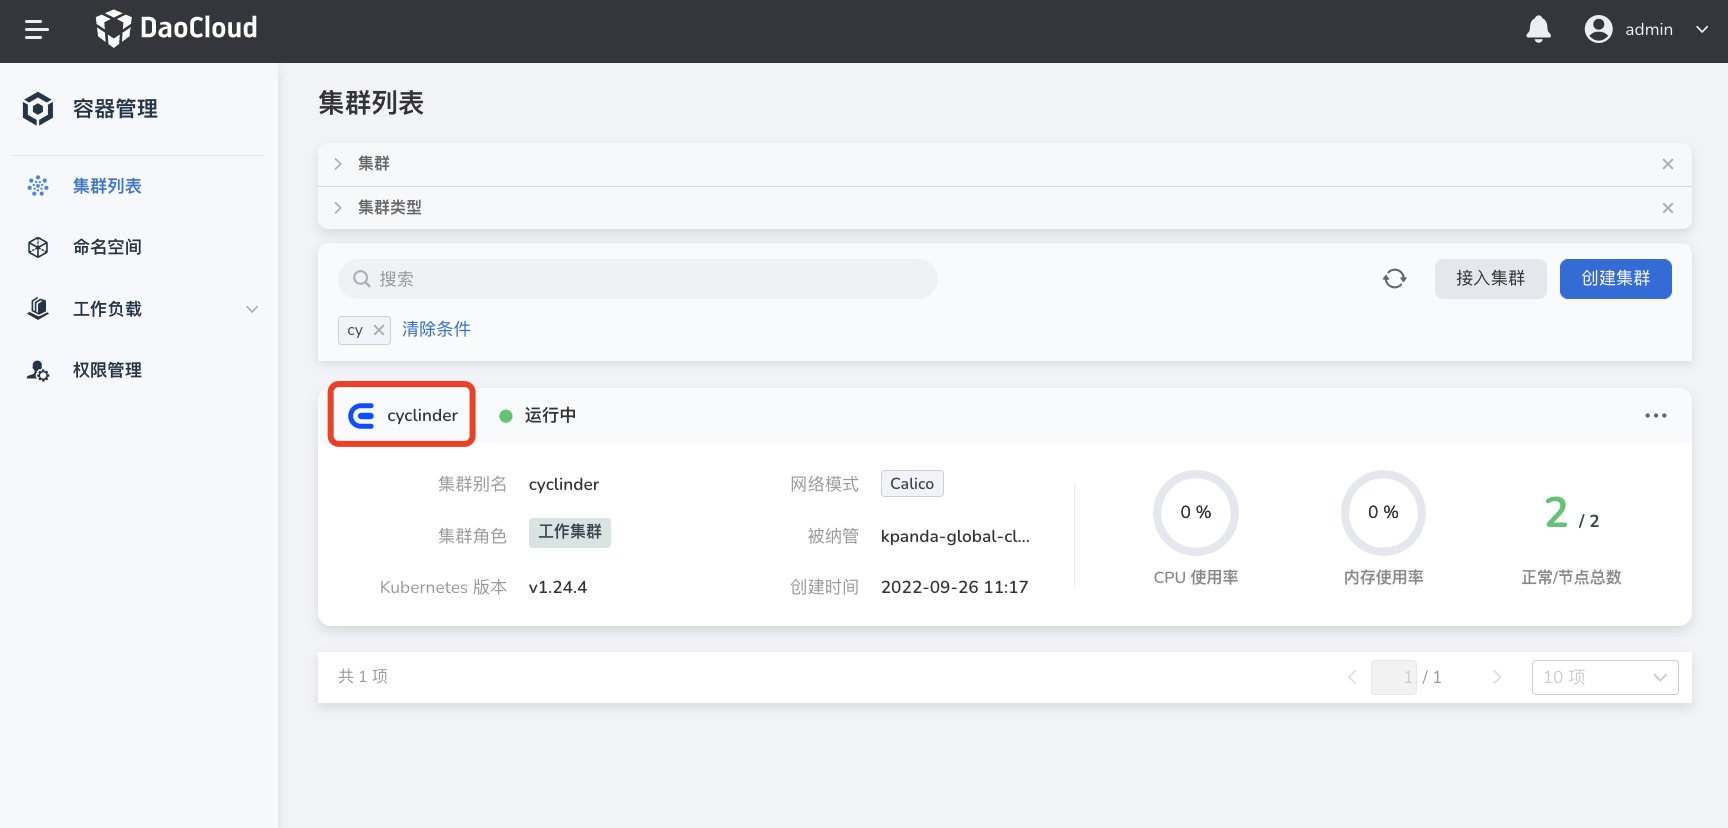 DaoCloud
admin
容器管理
集群列表
命名空间
工作负载
权限管理
集群列表
集群
集群类型
搜索
接入集群
创建集群
cy
清除条件
cyclinder
运行中
集群别名 cyclinder
集群角色 工作集群
Kubernetes 版本 v1.24.4
网络模式 Calico
被纳管 kpanda-global-cl...
创建时间 2022-09-26 11:17
0 %
CPU 使用率
0 %
内存使用率
2 / 2
正常/节点总数
共 1 项
1 / 1
10 项